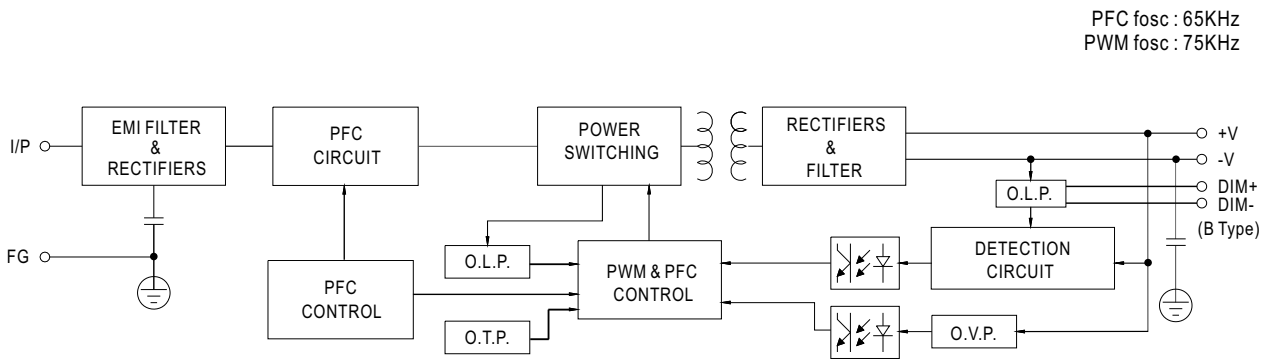 PFC fosc : 65KHz
PWM fosc : 75KHz
I/P
EMI FILTER
&
RECTIFIERS
PFC
CIRCUIT
POWER
SWITCHING
RECTIFIERS
&
FILTER
+V
-V
O.L.P.
DIM+
DIM-
(B Type)
FG
PFC
CONTROL
O.L.P.
O.T.P.
PWM & PFC
CONTROL
DETECTION
CIRCUIT
O.V.P.